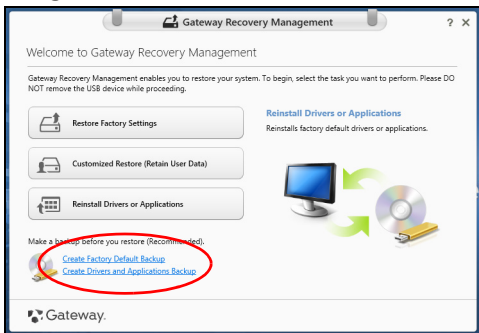 Gateway Recovery Management
? X
Welcome to Gateway Recovery Management
Gateway Recovery Management enables you to restore your system. To begin, select the task you want to perform. Please DO
NOT remove the USB device while proceeding.
Restore Factory Settings
Customized Restore (Retain User Data)
Reinstall Drivers or Applications
Reinstall Drivers or Applications
Reinstalls factory default drivers or applications.
Make a backup before you restore (Recommended).
Create Factory Default Backup
Create Drivers and Applications Backup
Gateway.